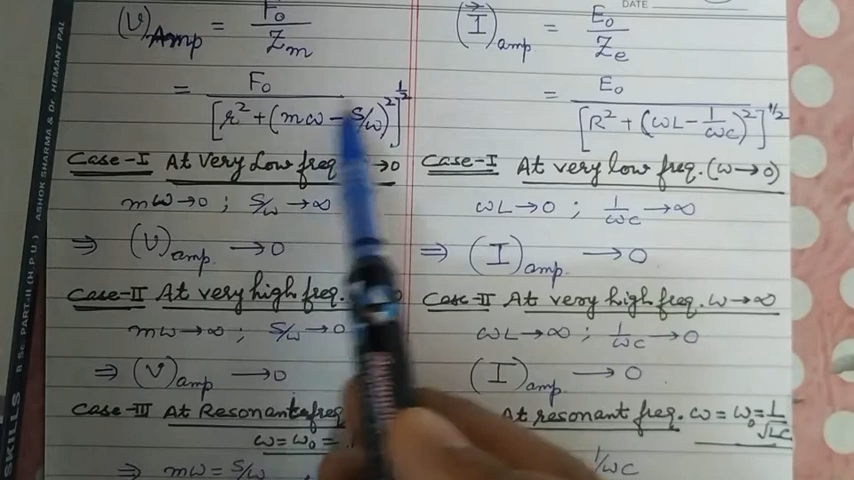 DATE
(v)Amp = F₀/Zₘ
= F₀/[r² + (mω - s/ω)²]^1/2
Case-I At very Low freq. →0
mω→0 ; s/ω →∞
⇒ (v)amp. →0
Case-II At very high freq.
mω→∞ ; s/ω→0
⇒ (v)amp →0
Case-III At Resonant freq
ω = ω₀ =
⇒ mω = s/ω
(I)amp = E₀/Zₑ
= E₀/[R² + (ωL - 1/ωC)²]^1/2
Case-I At very low freq. (ω→0)
ωL→0 ; 1/ωC →∞
⇒ (I)amp. →0
Case-II At very high freq. ω→∞
ωL→∞ ; 1/ωC →0
(I)amp →0
At resonant freq. ω = ω₀ = 1/√LC
1/ωC
SKILLS B.Sc. PART-II (H.P.U.) ASHOK SHARMA & Dr. HEMANT PAL